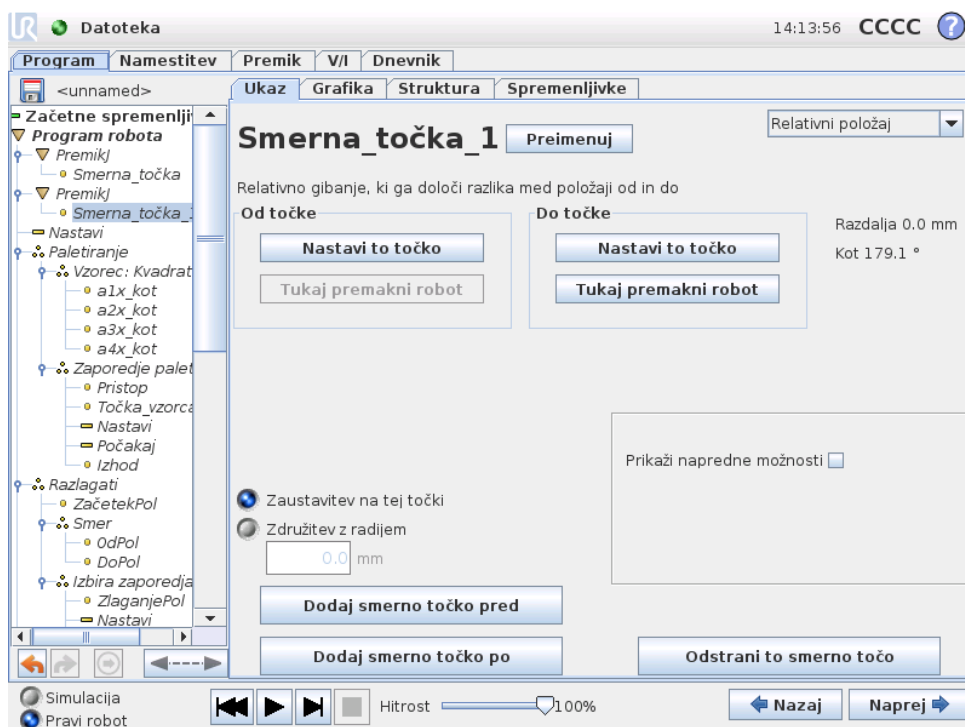 UR Datoteka 14:13:56 CCCC ?
Program Namestitev Premik V/I Dnevnik
<unnamed>
Ukaz Grafika Struktura Spremenljivke
Začetne spremenlji
Program robota
PremikJ
Smerna_točka
PremikJ
Smerna_točka_1
Nastavi
Paletiranje
Vzorec: Kvadrat
a1x_kot
a2x_kot
a3x_kot
a4x_kot
Zaporedje palet
Pristop
Točka_vzorca
Nastavi
Počakaj
Izhod
Razlagati
ZačetekPol
Smer
OdPol
DoPol
Izbira zaporedja
ZlaganjePol
Nastavi
Smerna_točka_1 Preimenuj
Relativni položaj
Relativno gibanje, ki ga določi razlika med položaji od in do
Od točke
Nastavi to točko
Tukaj premakni robot
Do točke
Nastavi to točko
Tukaj premakni robot
Razdalja 0.0 mm
Kot 179.1 °
Prikaži napredne možnosti
Zaustavitev na tej točki
Združitev z radijem
0.0 mm
Dodaj smerno točko pred
Dodaj smerno točko po
Odstrani to smerno točo
Simulacija
Pravi robot
Hitrost 100%
Nazaj Naprej